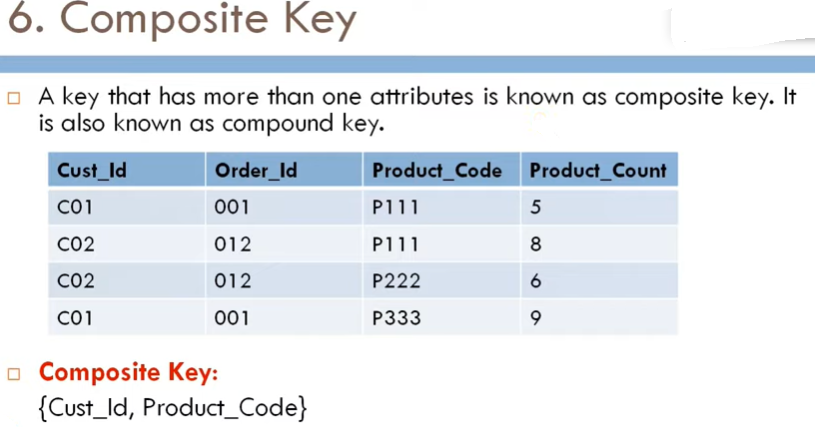 6. Composite Key
A key that has more than one attributes is known as composite key. It
is also known as compound key.
Cust_Id Order_Id Product_Code Product_Count
C01 001 P111 5
C02 012 P111 8
C02 012 P222 6
C01 001 P333 9
Composite Key:
{Cust_Id, Product_Code}